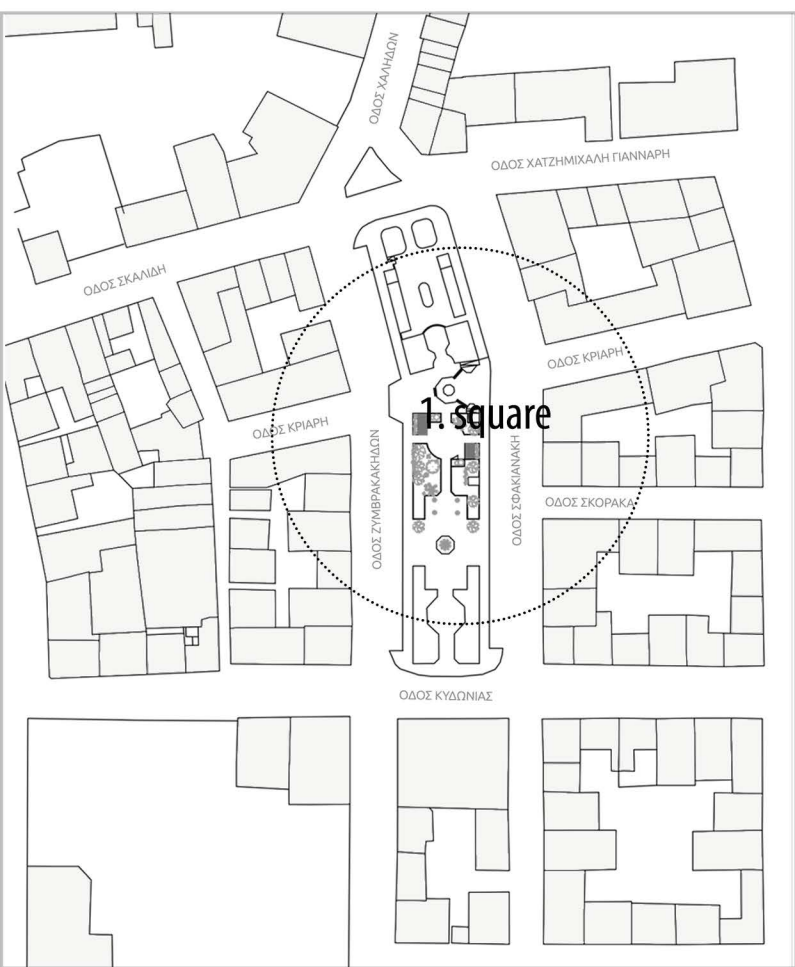 ΟΔΟΣ ΧΑΛΗΔΩΝ
ΟΔΟΣ ΧΑΤΖΗΜΙΧΑΛΗ ΓΙΑΝΝΑΡΗ
ΟΔΟΣ ΣΚΑΛΙΔΗ
ΟΔΟΣ ΚΡΙΑΡΗ
1. square
ΟΔΟΣ ΚΡΙΑΡΗ
ΟΔΟΣ ΖΥΜΒΡΑΚΑΚΗΔΩΝ
ΟΔΟΣ ΣΦΑΚΙΑΝΑΚΗ
ΟΔΟΣ ΣΚΟΡΑΚΑ
ΟΔΟΣ ΚΥΔΩΝΙΑΣ